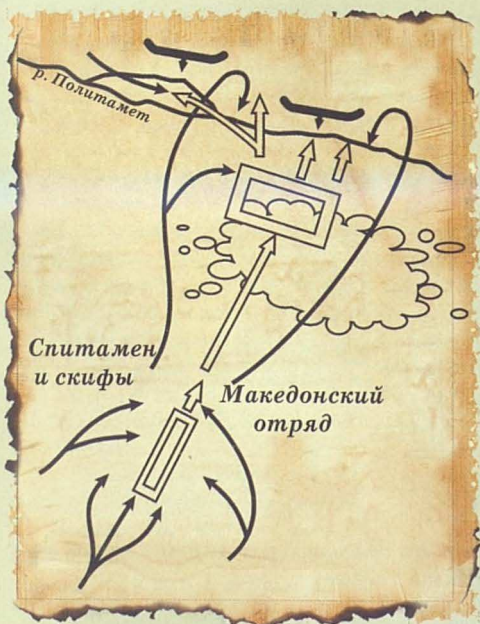 р. Политамет
Спитамен
и скифы
Македонский
отряд